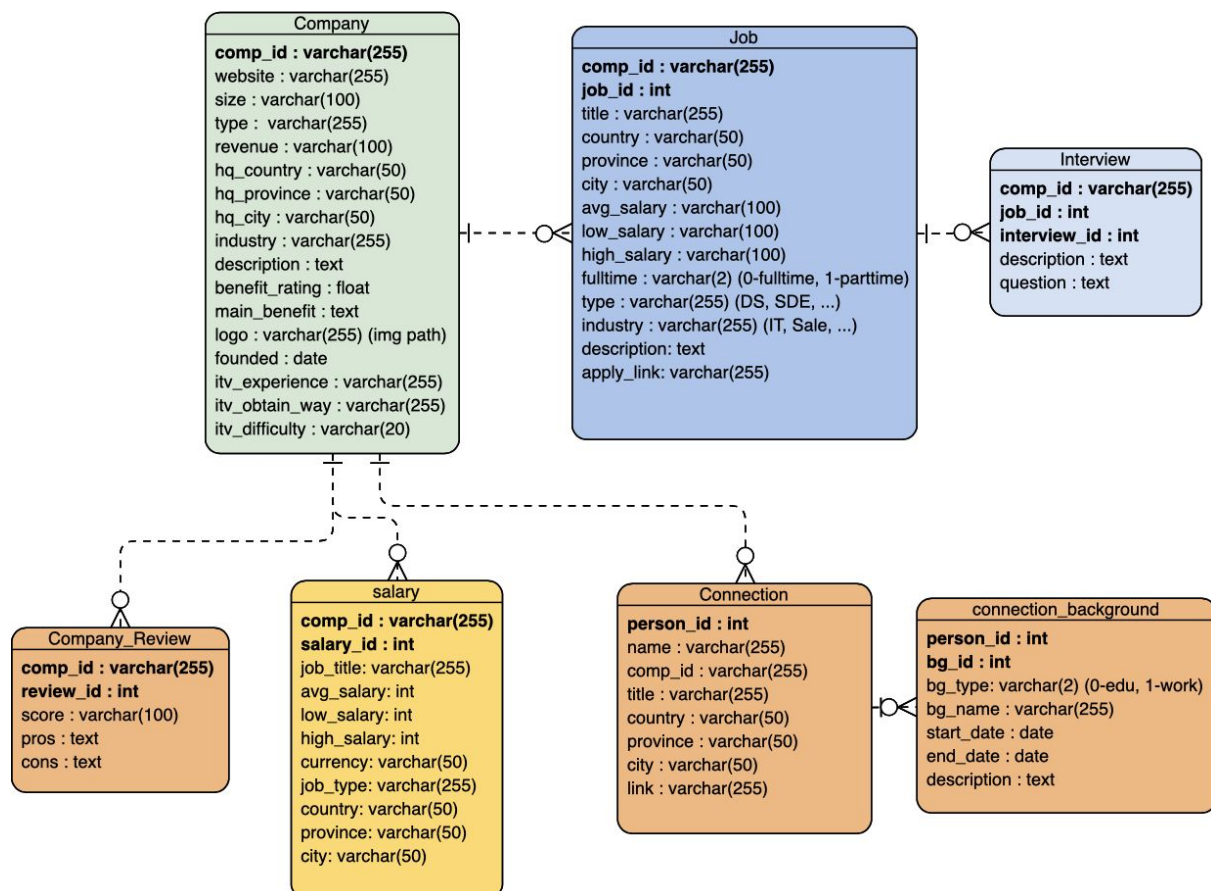 Company
comp_id : varchar(255)
website : varchar(255)
size : varchar(100)
type :  varchar(255)
revenue : varchar(100)
hq_country : varchar(50)
hq_province : varchar(50)
hq_city : varchar(50)
industry : varchar(255)
description : text
benefit_rating : float
main_benefit : text
logo : varchar(255) (img path)
founded : date
itv_experience : varchar(255)
itv_obtain_way : varchar(255)
itv_difficulty : varchar(20)
Job
comp_id : varchar(255)
job_id : int
title : varchar(255)
country : varchar(50)
province : varchar(50)
city : varchar(50)
avg_salary : varchar(100)
low_salary : varchar(100)
high_salary : varchar(100)
fulltime : varchar(2) (0-fulltime, 1-parttime)
type : varchar(255) (DS, SDE, ...)
industry : varchar(255) (IT, Sale, ...)
description: text
apply_link: varchar(255)
Interview
comp_id : varchar(255)
job_id : int
interview_id : int
description : text
question : text
Company_Review
comp_id : varchar(255)
review_id : int
score : varchar(100)
pros : text
cons : text
salary
comp_id : varchar(255)
salary_id : int
job_title: varchar(255)
avg_salary: int
low_salary: int
high_salary: int
currency: varchar(50)
job_type: varchar(255)
country: varchar(50)
province: varchar(50)
city: varchar(50)
Connection
person_id : int
name : varchar(255)
comp_id : varchar(255)
title : varchar(255)
country : varchar(50)
province : varchar(50)
city : varchar(50)
link : varchar(255)
connection_background
person_id : int
bg_id : int
bg_type: varchar(2) (0-edu, 1-work)
bg_name : varchar(255)
start_date : date
end_date : date
description : text